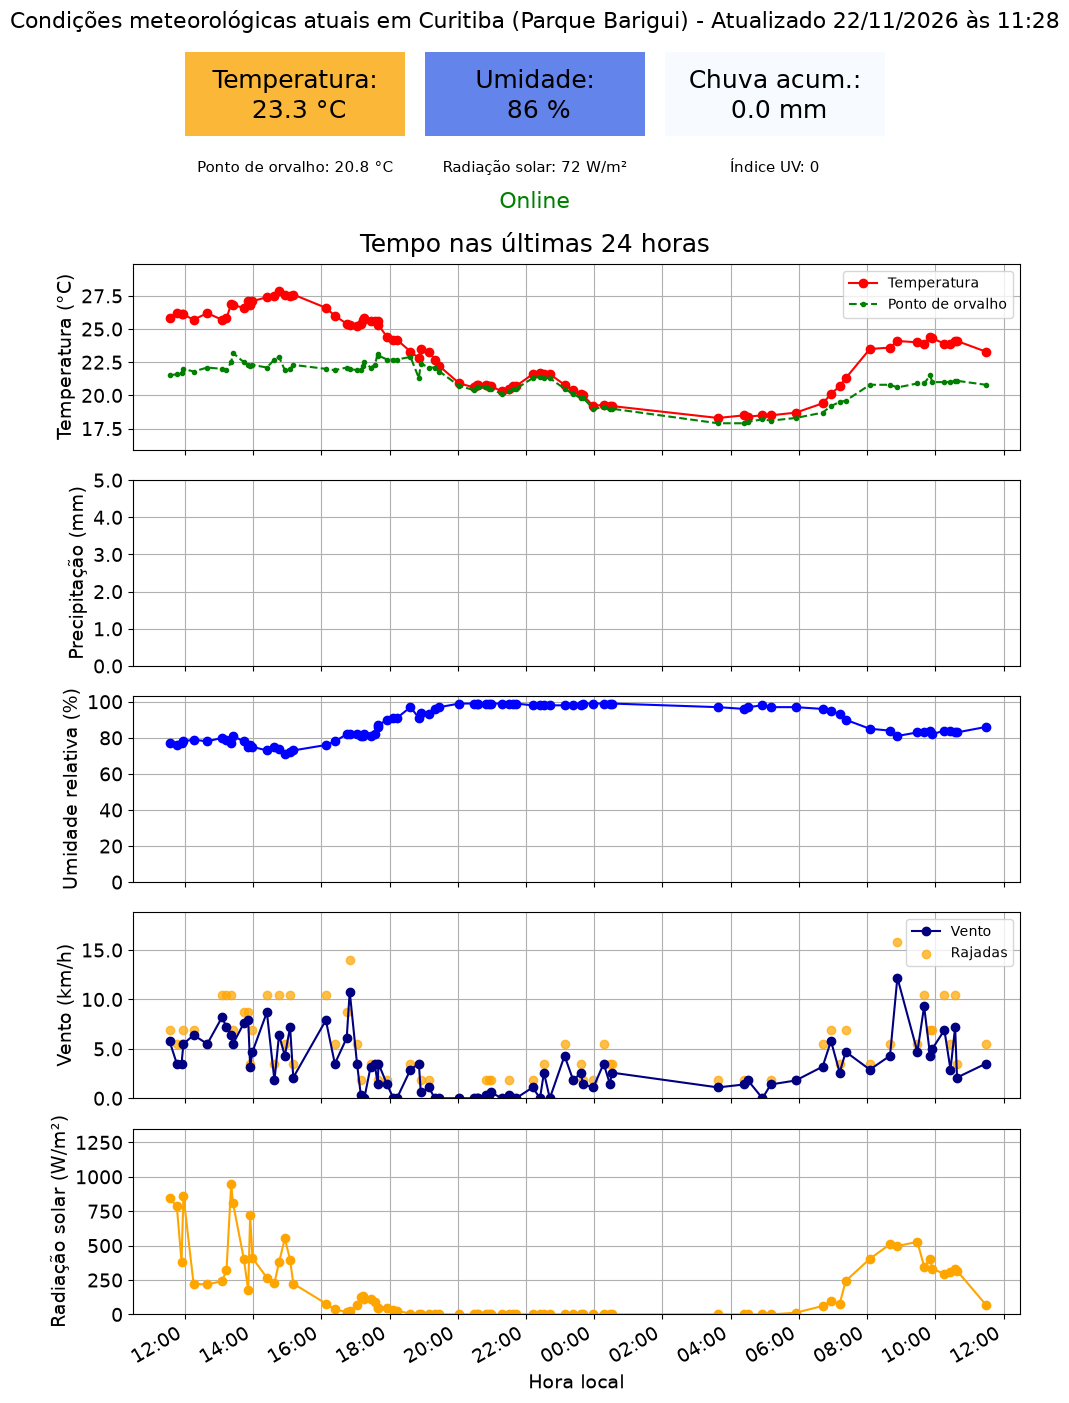 Condições meteorológicas atuais em Curitiba (Parque Barigui) - Atualizado 22/11/2026 às 11:28
Temperatura:
23.3 °C
Umidade:
86 %
Chuva acum.:
0.0 mm
Ponto de orvalho: 20.8 °C
Radiação solar: 72 W/m²
Índice UV: 0
Online
Tempo nas últimas 24 horas
Temperatura (°C)
27.5
25.0
22.5
20.0
17.5
Temperatura
Ponto de orvalho
Precipitação (mm)
5.0
4.0
3.0
2.0
1.0
0.0
Umidade relativa (%)
100
80
60
40
20
0
Vento (km/h)
15.0
10.0
5.0
0.0
Vento
Rajadas
Radiação solar (W/m²)
1250
1000
750
500
250
0
12:00
14:00
16:00
18:00
20:00
22:00
00:00
02:00
04:00
06:00
08:00
10:00
12:00
Hora local